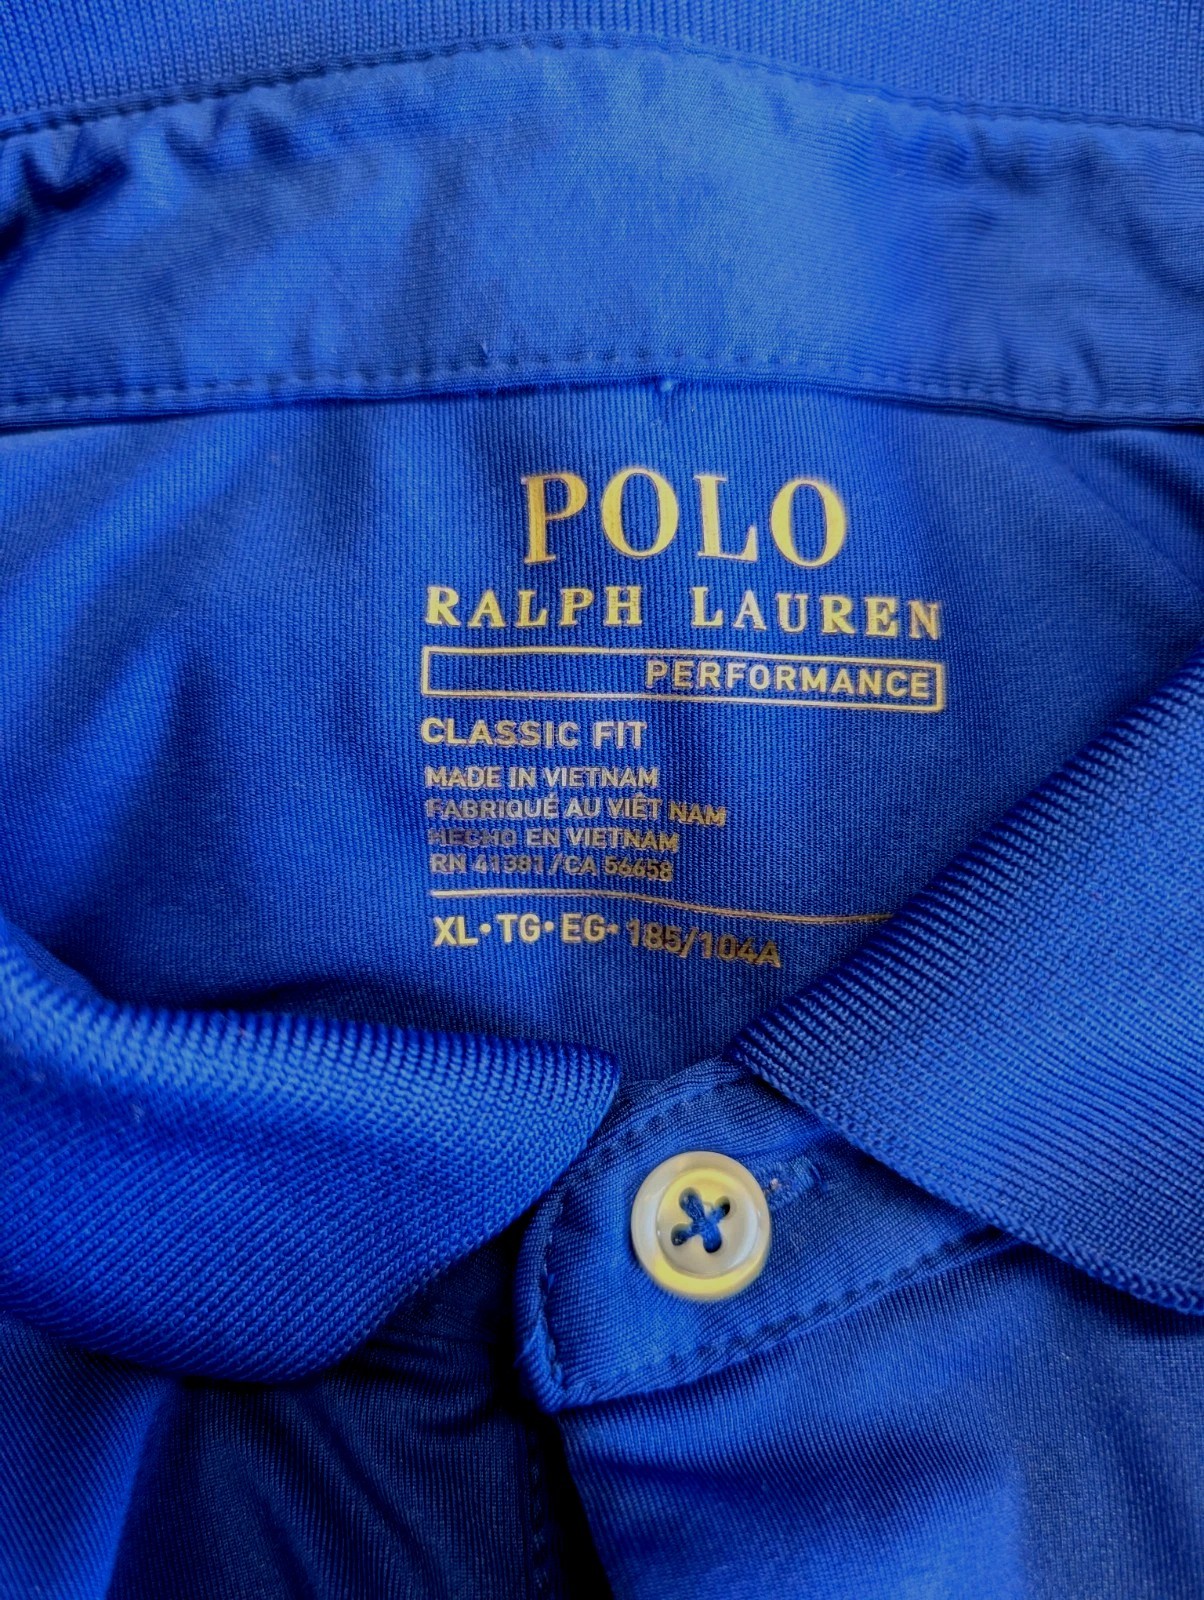 POLO
RALPH LAUREN
PERFORMANCE
CLASSIC FIT
MADE IN VIETNAM
FABRIQUÉ AU VIÊT NAM
HECHO EN VIETNAM
RN 41381/CA 56658
XL•TG•EG•185/104A